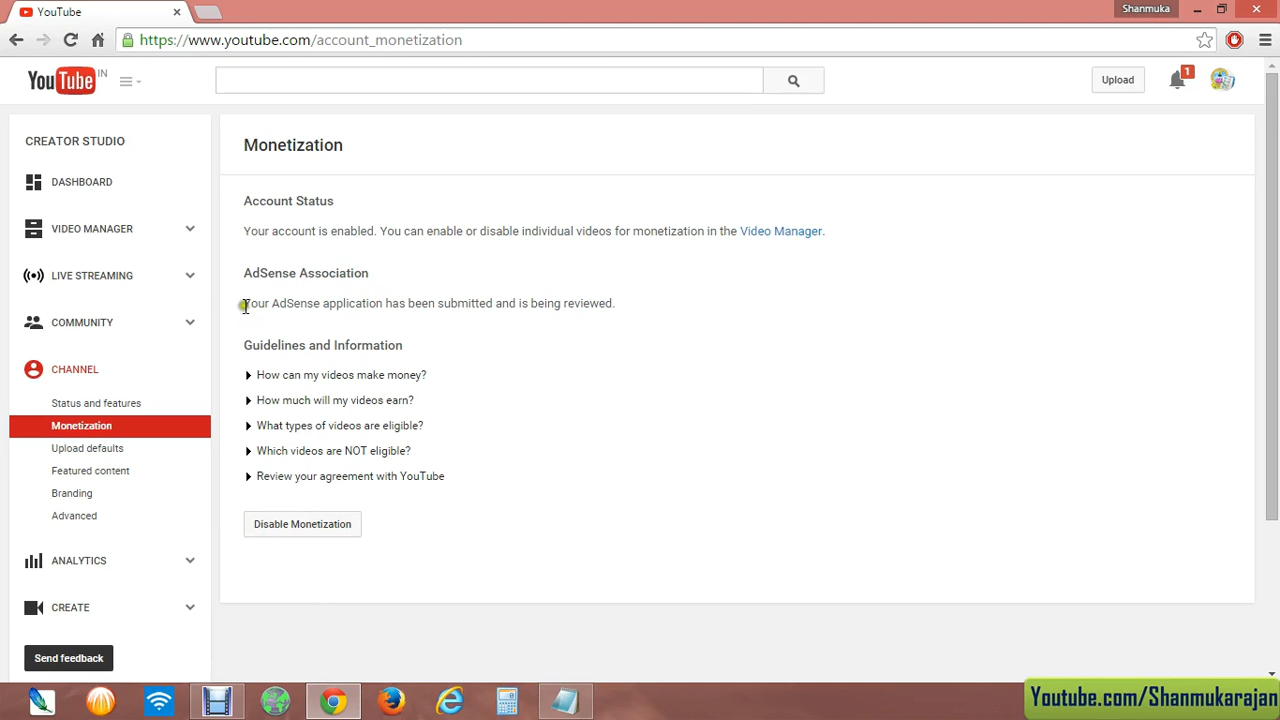 YouTube
Shanmuka
https://www.youtube.com/account_monetization
YouTube IN
Upload
1
CREATOR STUDIO
DASHBOARD
VIDEO MANAGER
LIVE STREAMING
COMMUNITY
CHANNEL
Status and features
Monetization
Upload defaults
Featured content
Branding
Advanced
ANALYTICS
CREATE
Send feedback
Monetization
Account Status
Your account is enabled. You can enable or disable individual videos for monetization in the Video Manager.
AdSense Association
Your AdSense application has been submitted and is being reviewed.
Guidelines and Information
How can my videos make money?
How much will my videos earn?
What types of videos are eligible?
Which videos are NOT eligible?
Review your agreement with YouTube
Disable Monetization
Youtube.com/Shanmukarajan